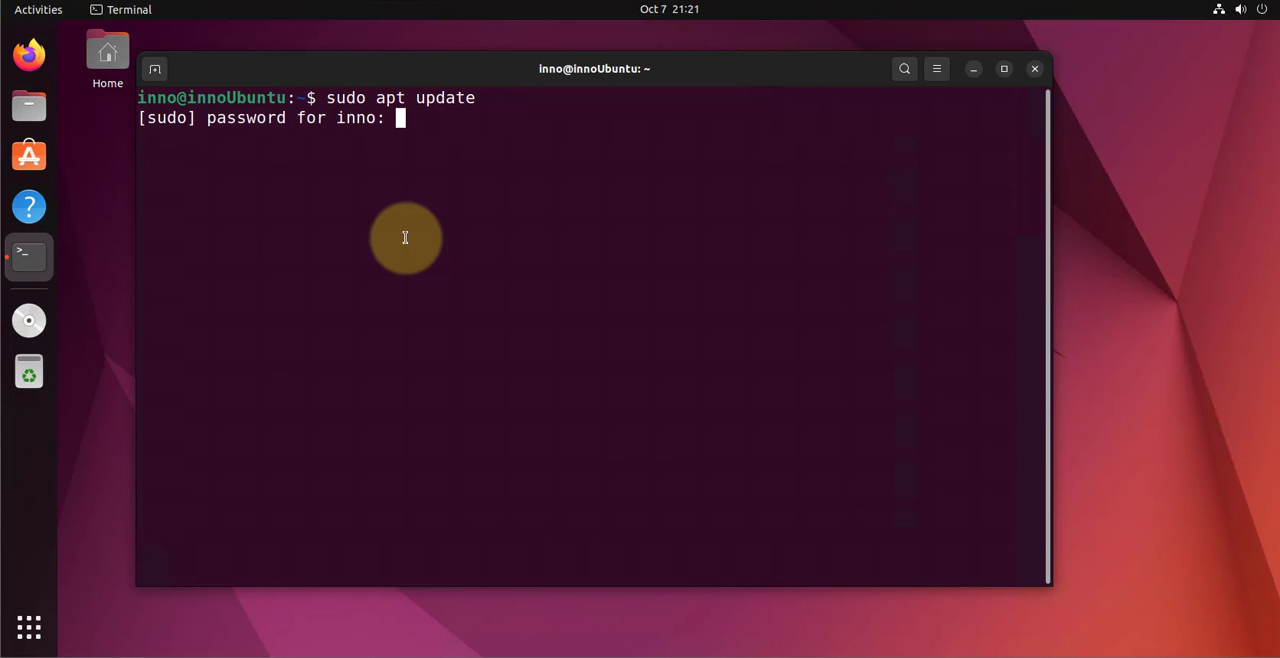 Activities
Terminal
Oct 7 21:21
Home
inno@innoUbuntu: ~
inno@innoUbuntu:~$ sudo apt update
[sudo] password for inno: